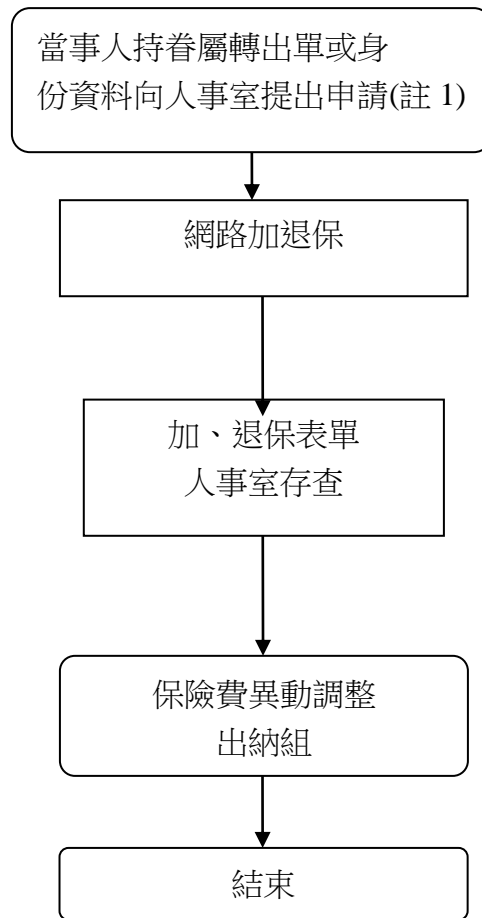 當事人持眷屬轉出單或身
份資料向人事室提出申請(註 1)
網路加退保
加、退保表單
人事室存查
保險費異動調整
出納組
結束